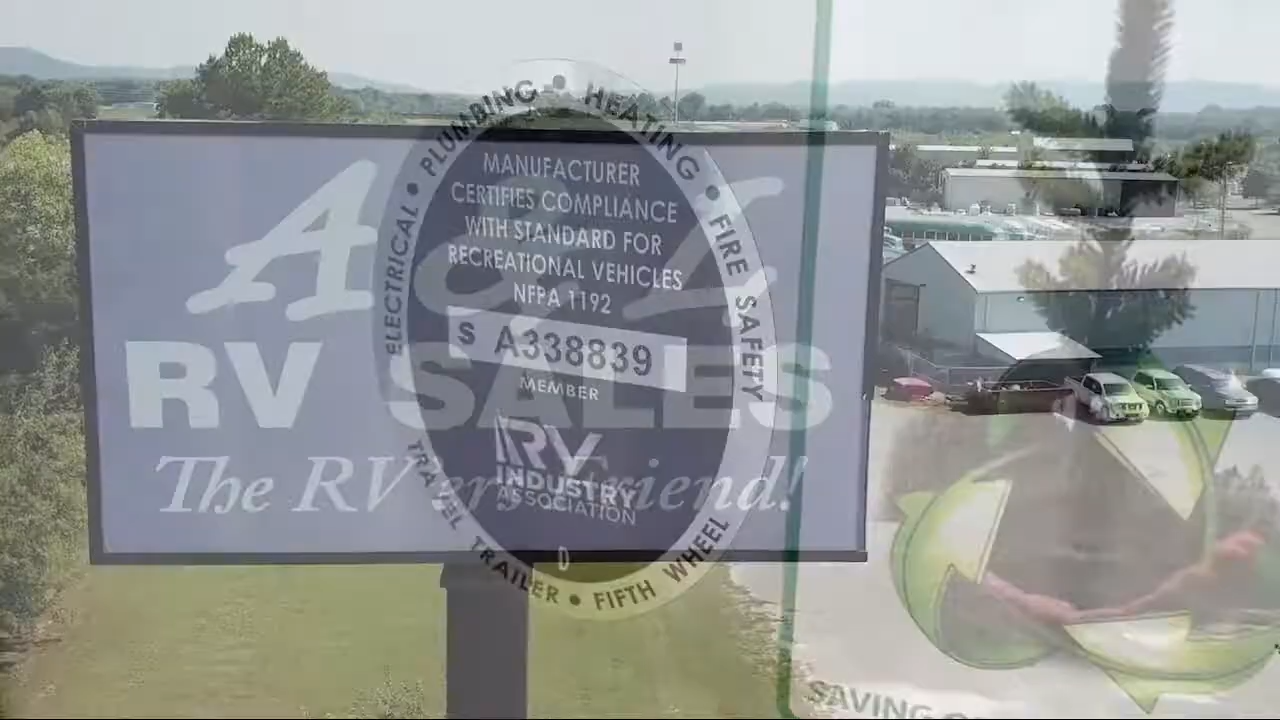 A&L
RV SALES
The RVery Friend!
PLUMBING • HEATING • FIRE SAFETY
ELECTRICAL •
MANUFACTURER
CERTIFIES COMPLIANCE
WITH STANDARD FOR
RECREATIONAL VEHICLES
NFPA 1192
S A338839
MEMBER
RV
INDUSTRY
ASSOCIATION
0
TRAVEL TRAILER • FIFTH WHEEL
SAVING